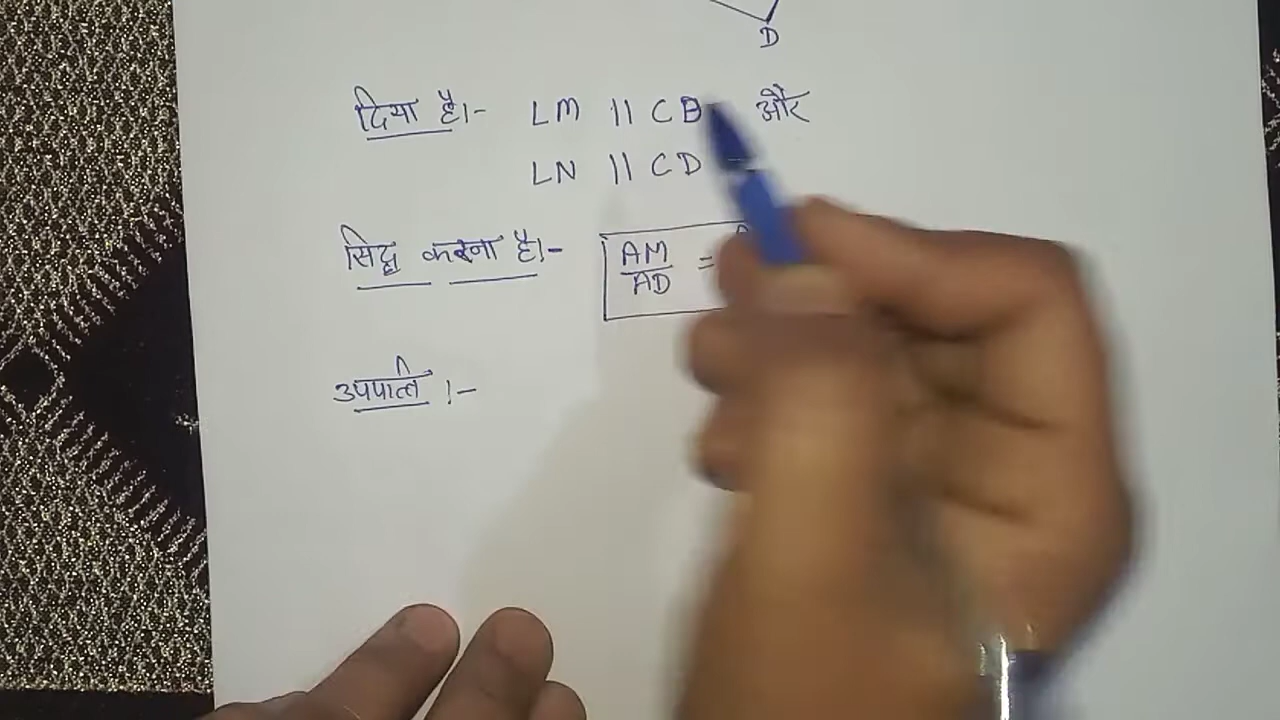 D
दिया है।- LM || CB और
LN || CD
सिद्ध करना है।- AM/AD =
उपपत्ति :-